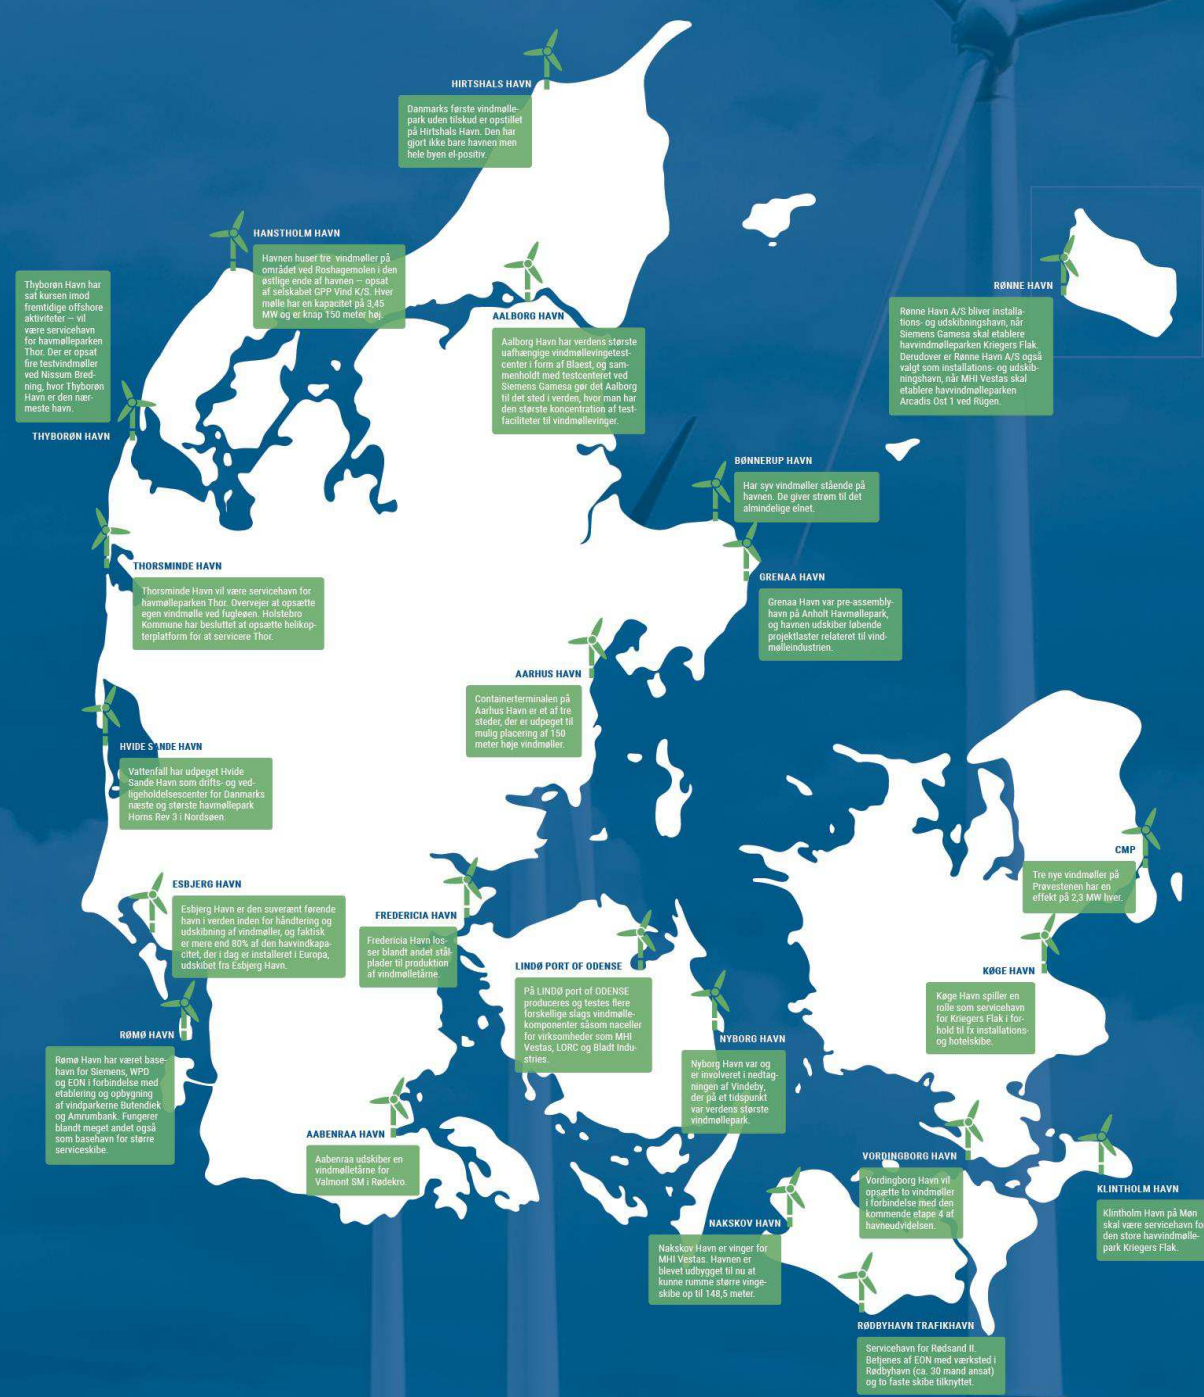 HIRTSHALS HAVN
Danmarks første vindmølle-
park uden tilskud er opstillet
på Hirtshals Havn. Den har
gjort ikke bare havnen men
hele byen el-positiv.
HANSTHOLM HAVN
Havnen huser tre vindmøller på
området ved Roshagemolen i den
østlige ende af havnen — opsat
af selskabet GPP Vind K/S. Hver
mølle har en kapacitet på 3,45
MW og er knap 150 meter høj.
Thyborøn Havn har
sat kursen imod
fremtidige offshore
aktiviteter — vil
være servicehavn
for havmølleparken
Thor. Der er opsat
fire testvindmøller
ved Nissum Bred-
ning, hvor Thyborøn
Havn er den nær-
meste havn.
THYBORØN HAVN
AALBORG HAVN
Aalborg Havn har verdens største
uafhængige vindmøllevingetest-
center i form af Blaest, og sam-
menholdt med testcenteret ved
Siemens Gamesa gør det Aalborg
til det sted i verden, hvor man har
den største koncentration af test-
faciliteter til vindmøllevinger.
RØNNE HAVN
Rønne Havn A/S bliver installa-
tions- og udskibningshavn, når
Siemens Gamesa skal etablere
havvindmølleparken Kriegers Flak.
Derudover er Rønne Havn A/S også
valgt som installations- og udskib-
ningshavn, når MHI Vestas skal
etablere havvindmølleparken
Arcadis Ost 1 ved Rügen.
BØNNERUP HAVN
Har syv vindmøller stående på
havnen. De giver strøm til det
almindelige elnet.
GRENAA HAVN
Grenaa Havn var pre-assembly-
havn på Anholt Havmøllepark,
og havnen udskiber løbende
projektlaster relateret til vind-
mølleindustrien.
THORSMINDE HAVN
Thorsminde Havn vil være servicehavn for
havmølleparken Thor. Overvejer at opsætte
egen vindmølle ved fugleøen. Holstebro
Kommune har besluttet at opsætte helikop-
terplatform for at servicere Thor.
AARHUS HAVN
Containerterminalen på
Aarhus Havn er et af tre
steder, der er udpeget til
mulig placering af 150
meter høje vindmøller.
HVIDE SANDE HAVN
Vattenfall har udpeget Hvide
Sande Havn som drifts- og ved-
ligeholdelsescenter for Danmarks
næste og største havmøllepark
Horns Rev 3 i Nordsøen.
CMP
Tre nye vindmøller på
Prøvestenen har en
effekt på 2,3 MW hver.
ESBJERG HAVN
Esbjerg Havn er den suverænt førende
havn i verden inden for håndtering og
udskibning af vindmøller, og faktisk
er mere end 80% af den havvindkapa-
citet, der i dag er installeret i Europa,
udskibet fra Esbjerg Havn.
FREDERICIA HAVN
Fredericia Havn los-
ser blandt andet stål-
plader til produktion
af vindmølletårne.
LINDØ PORT OF ODENSE
På LINDØ port of ODENSE
produceres og testes flere
forskellige slags vindmølle-
komponenter såsom naceller
for virksomheder som MHI
Vestas, LORC og Bladt Indu-
stries.
KØGE HAVN
Køge Havn spiller en
rolle som servicehavn
for Kriegers Flak i for-
hold til fx installations-
og hotelskibe.
RØMØ HAVN
Rømø Havn har været base-
havn for Siemens, WPD
og EON i forbindelse med
etablering og opbygning
af vindparkerne Butendiek
og Amrumbank. Fungerer
blandt meget andet også
som basehavn for større
serviceskibe.
NYBORG HAVN
Nyborg Havn var og
er involveret i nedtag-
ningen af Vindeby,
der på et tidspunkt
var verdens største
vindmøllepark.
AABENRAA HAVN
Aabenraa udskiber en
vindmølletårne for
Valmont SM i Rødekro.
VORDINGBORG HAVN
Vordingborg Havn vil
opsætte to vindmøller
i forbindelse med den
kommende etape 4 af
havneudvidelsen.
KLINTHOLM HAVN
Klintholm Havn på Møn
skal være servicehavn for
den store havvindmølle-
park Kriegers Flak.
NAKSKOV HAVN
Nakskov Havn er vinger for
MHI Vestas. Havnen er
blevet udbygget til nu at
kunne rumme større vinge-
skibe op til 148,5 meter.
RØDBYHAVN TRAFIKHAVN
Servicehavn for Rødsand II.
Betjenes af EON med værksted i
Rødbyhavn (ca. 30 mand ansat)
og to faste skibe tilknyttet.